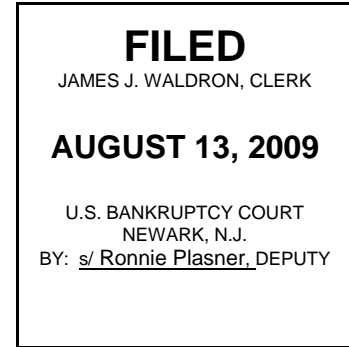 FILED
JAMES J. WALDRON, CLERK
AUGUST 13, 2009
U.S. BANKRUPTCY COURT
NEWARK, N.J.
BY: s/ Ronnie Plasner, DEPUTY